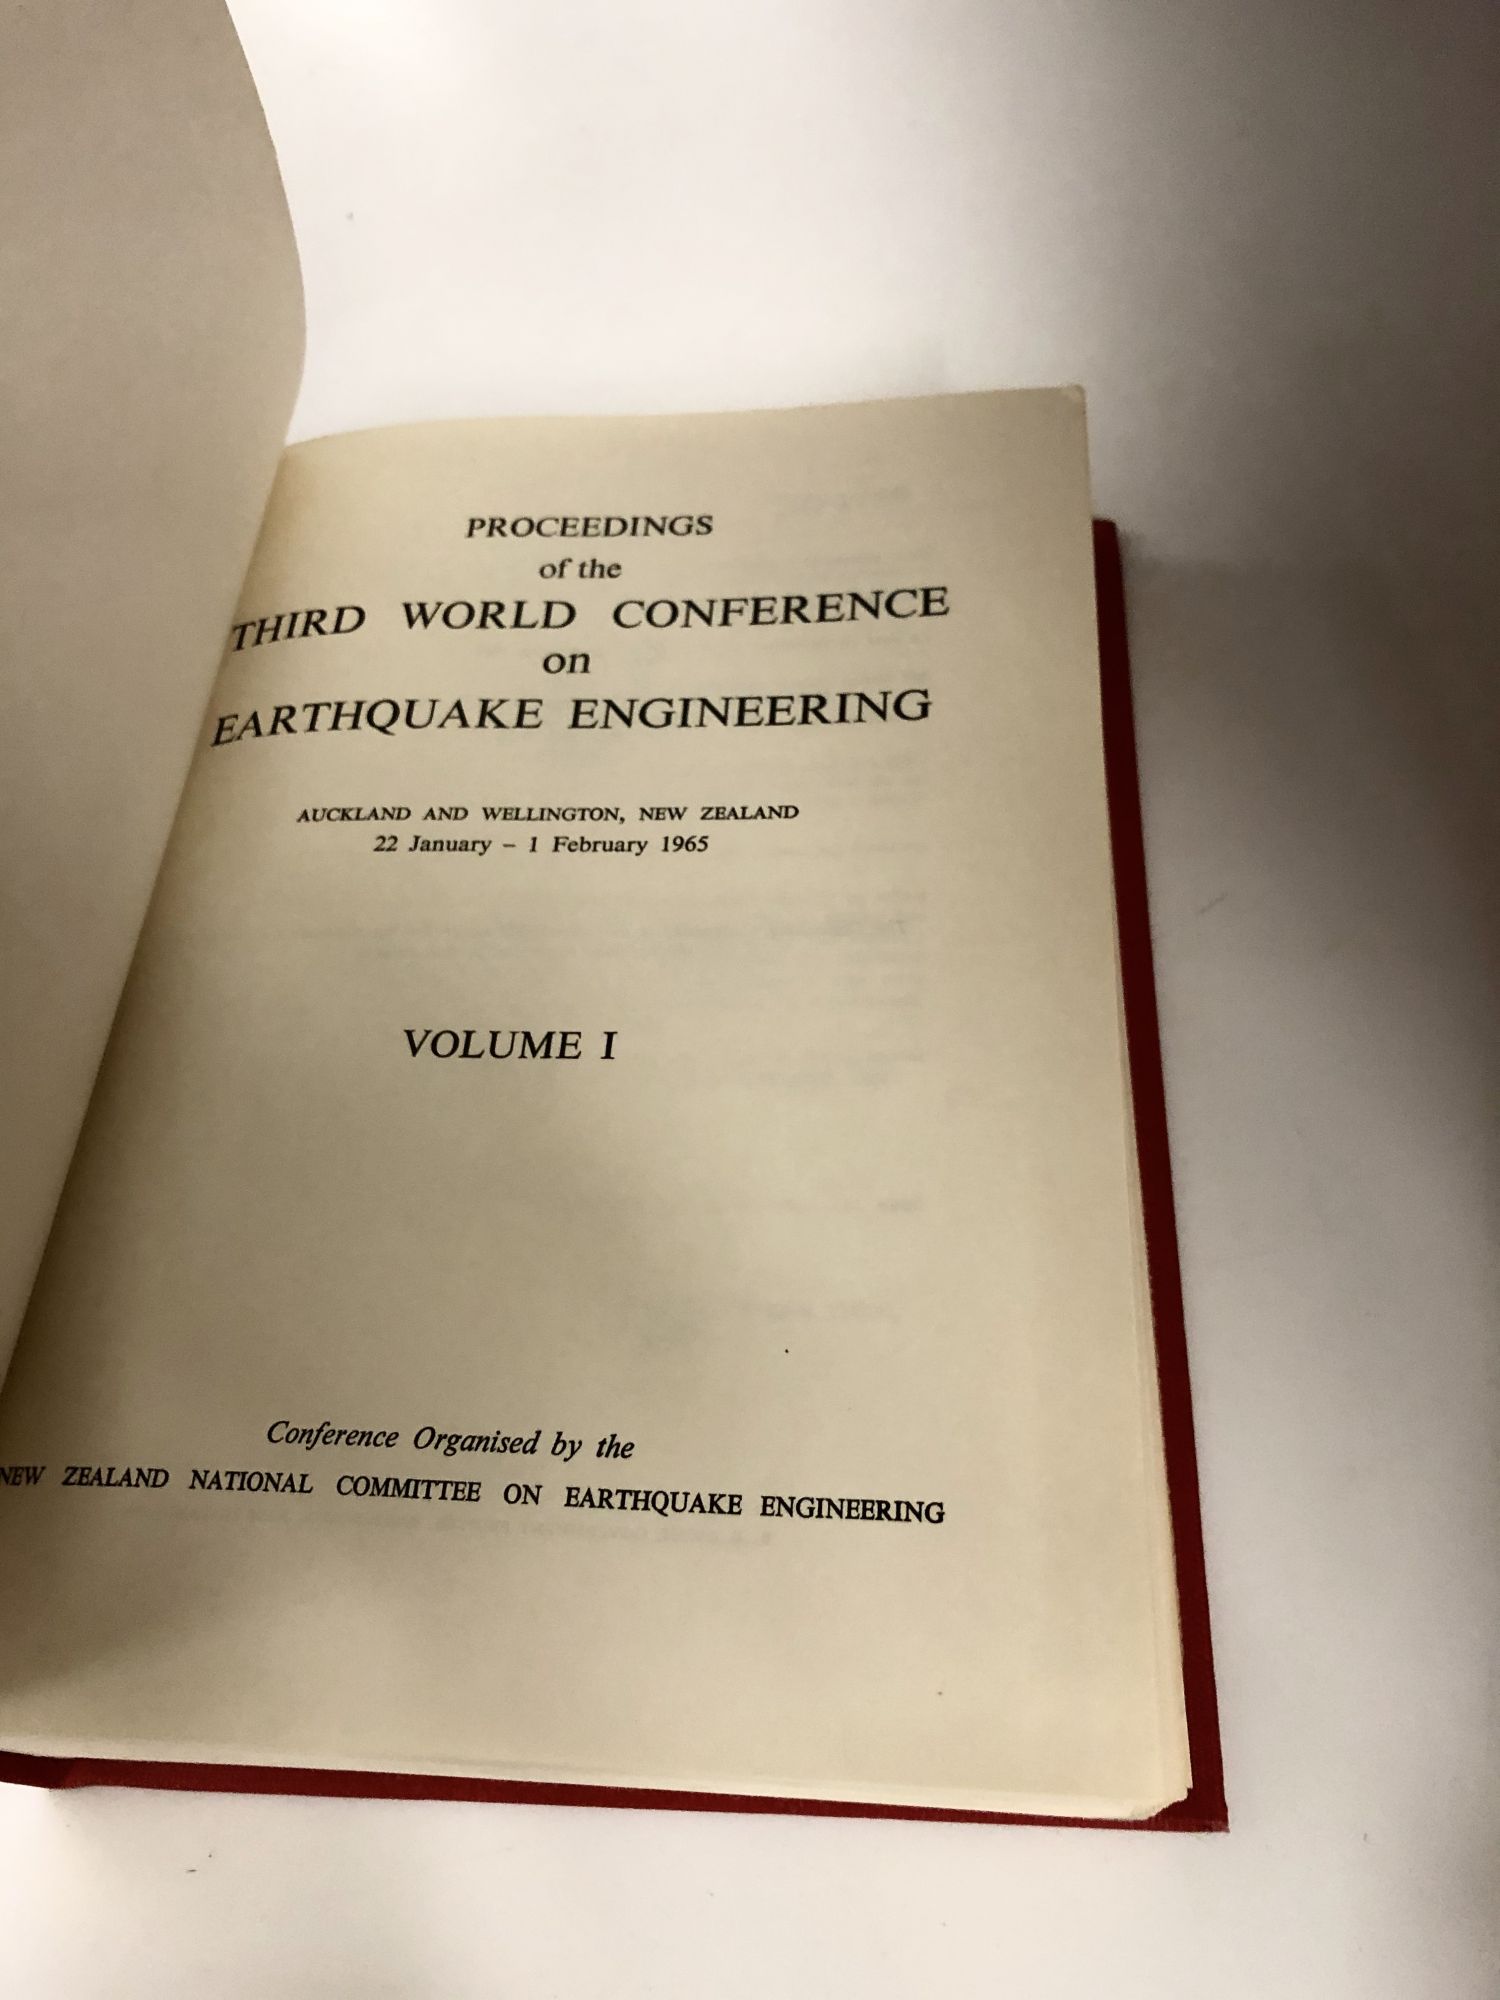 PROCEEDINGS
of the
THIRD WORLD CONFERENCE
on
EARTHQUAKE ENGINEERING
AUCKLAND AND WELLINGTON, NEW ZEALAND
22 January – 1 February 1965
VOLUME I
Conference Organised by the
NEW ZEALAND NATIONAL COMMITTEE ON EARTHQUAKE ENGINEERING